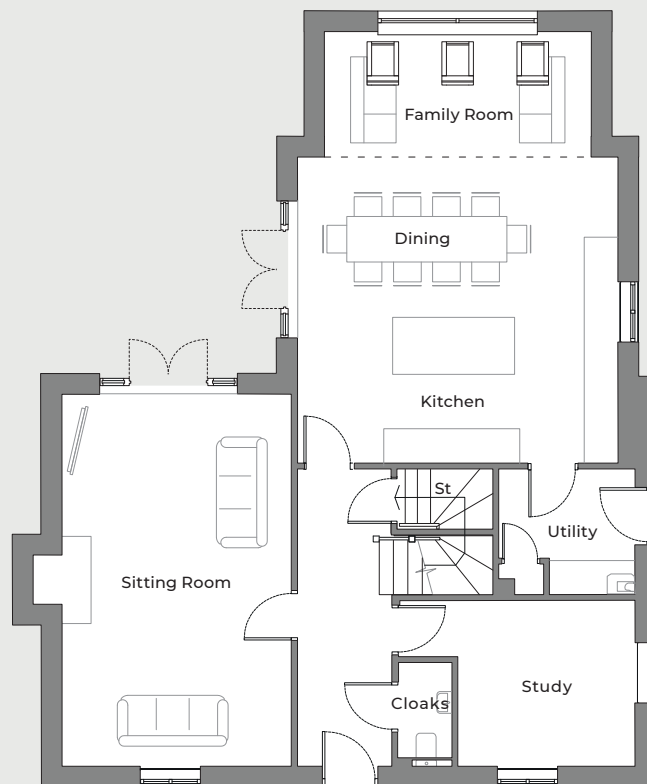 Family Room
Dining
Kitchen
St
Utility
Sitting Room
Study
Cloaks